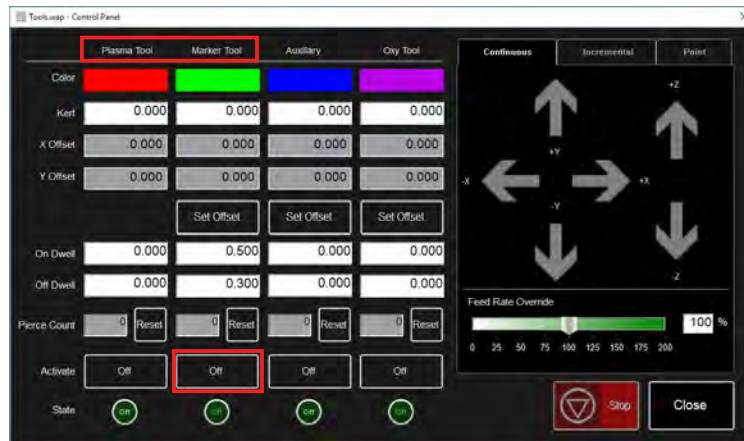 Tools.wap - Control Panel
Plasma Tool Marker Tool Auxiliary Oxy Tool
Color
Kerf 0.000 0.000 0.000 0.000
X Offset 0.000 0.000 0.000 0.000
Y Offset 0.000 0.000 0.000 0.000
Set Offset Set Offset Set Offset
On Dwell 0.000 0.500 0.000 0.000
Off Dwell 0.000 0.300 0.000 0.000
Pierce Count 0 Reset 0 Reset 0 Reset 0 Reset
Activate Off Off Off Off
State On On On On
Continuous Incremental Point
+Z
+Y
-X +X
-Y
-Z
Feed Rate Override
100 %
0 25 50 75 100 125 150 175 200
Stop Close